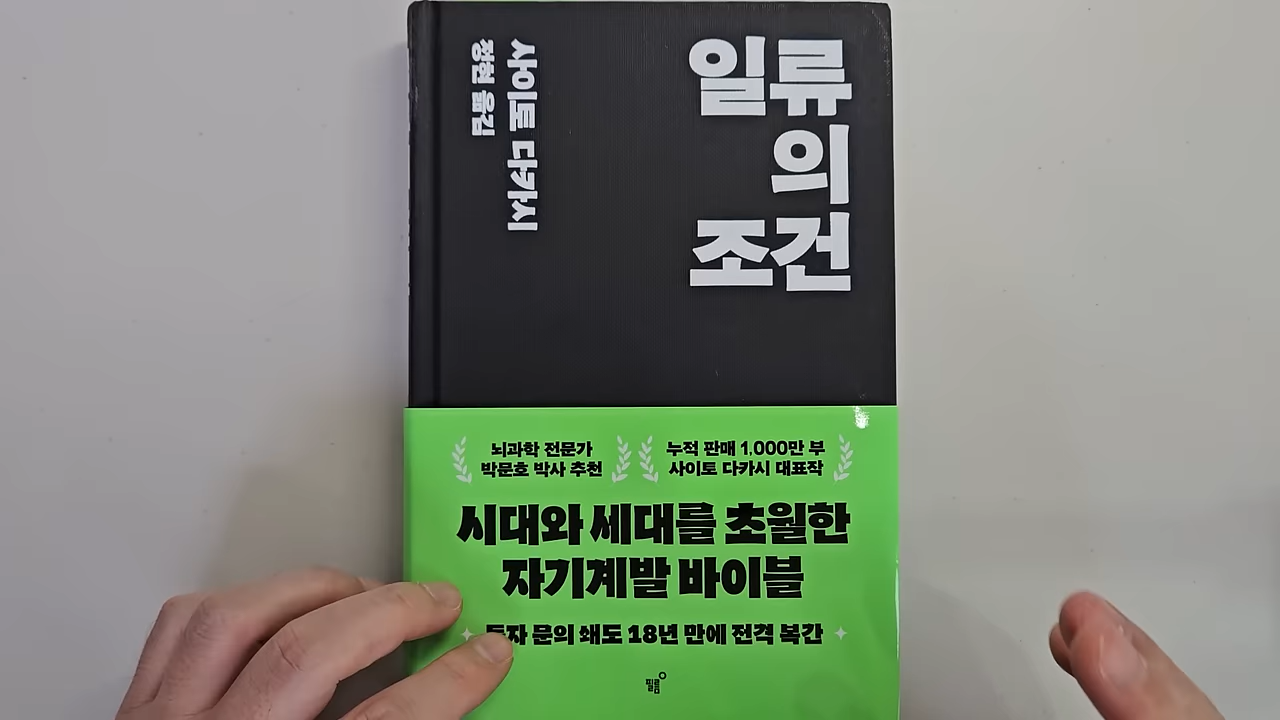 일류
의
조건
사이토 다카시
장현 옮김
뇌과학 전문가
박문호 박사 추천
누적 판매 1,000만 부
사이토 다카시 대표작
시대와 세대를 초월한
자기계발 바이블
독자 문의 쇄도 18년 만에 전격 복간
필름